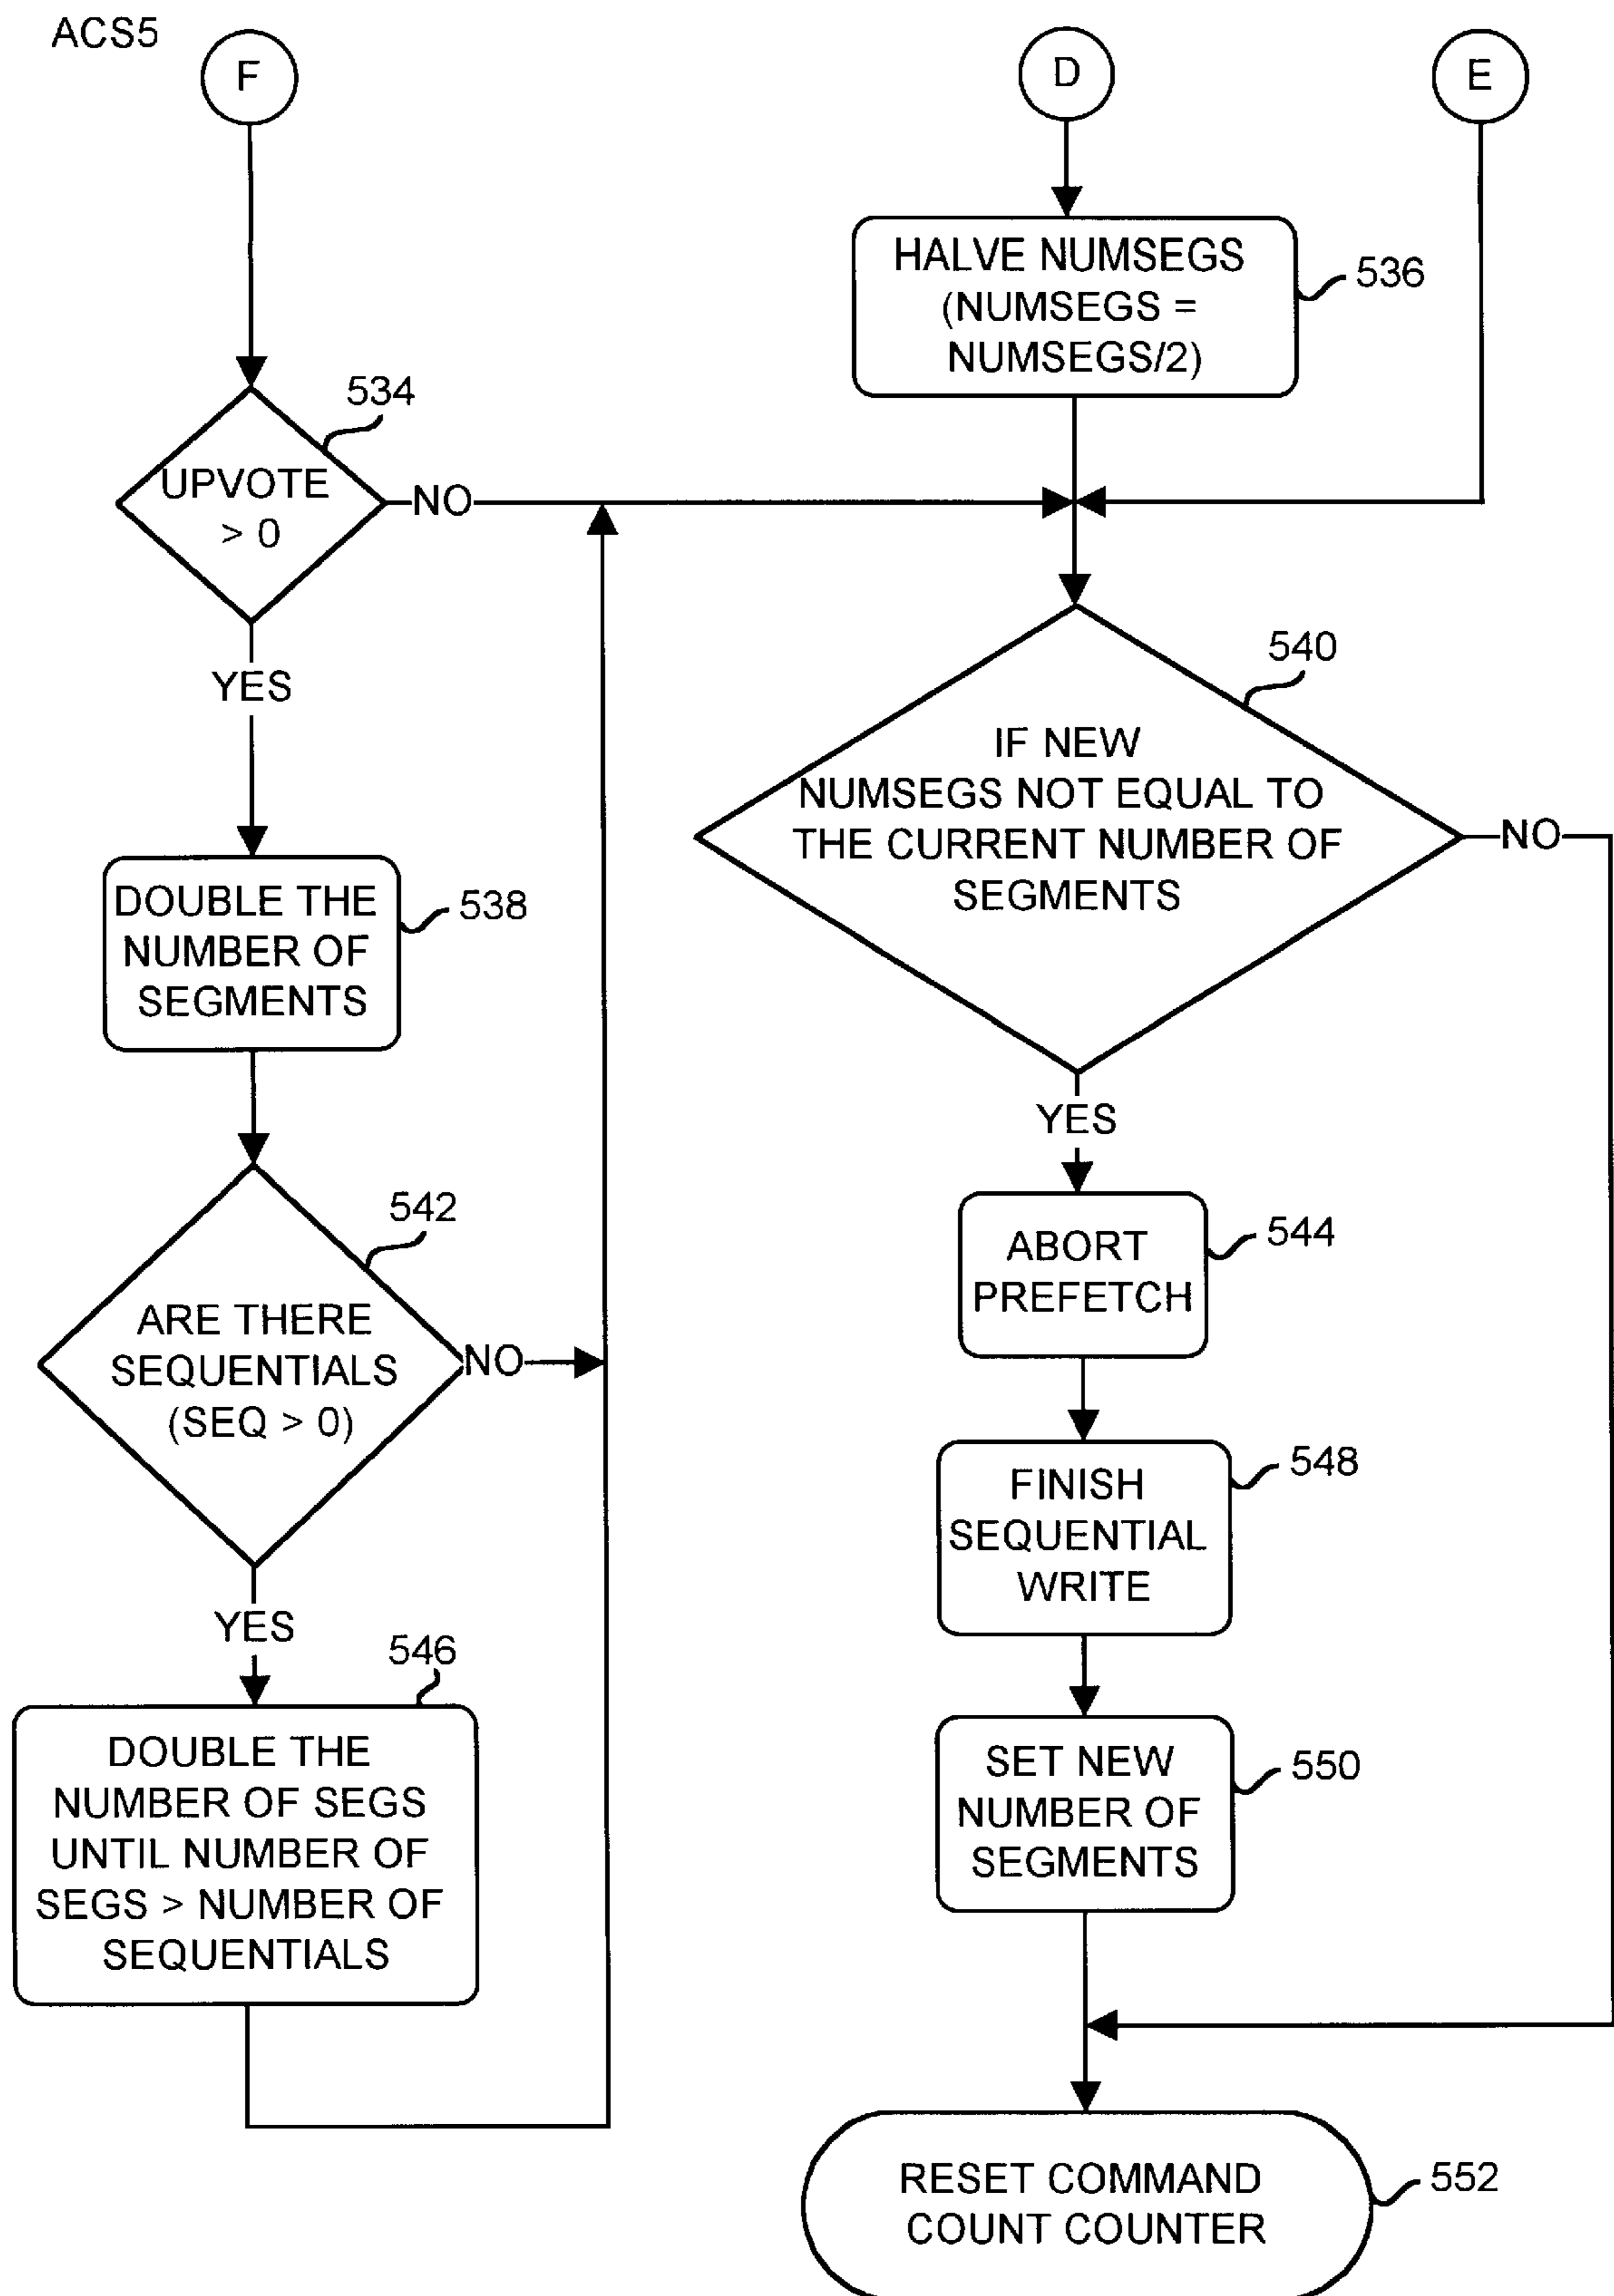 ACS5
F
D
E
HALVE NUMSEGS
(NUMSEGS =
NUMSEGS/2)
536
534
UPVOTE
> 0
NO
YES
540
IF NEW
NUMSEGS NOT EQUAL TO
THE CURRENT NUMBER OF
SEGMENTS
NO
YES
DOUBLE THE
NUMBER OF
SEGMENTS
538
542
ARE THERE
SEQUENTIALS
(SEQ > 0)
NO
YES
544
ABORT
PREFETCH
548
FINISH
SEQUENTIAL
WRITE
546
DOUBLE THE
NUMBER OF SEGS
UNTIL NUMBER OF
SEGS > NUMBER OF
SEQUENTIALS
SET NEW
NUMBER OF
SEGMENTS
550
RESET COMMAND
COUNT COUNTER
552